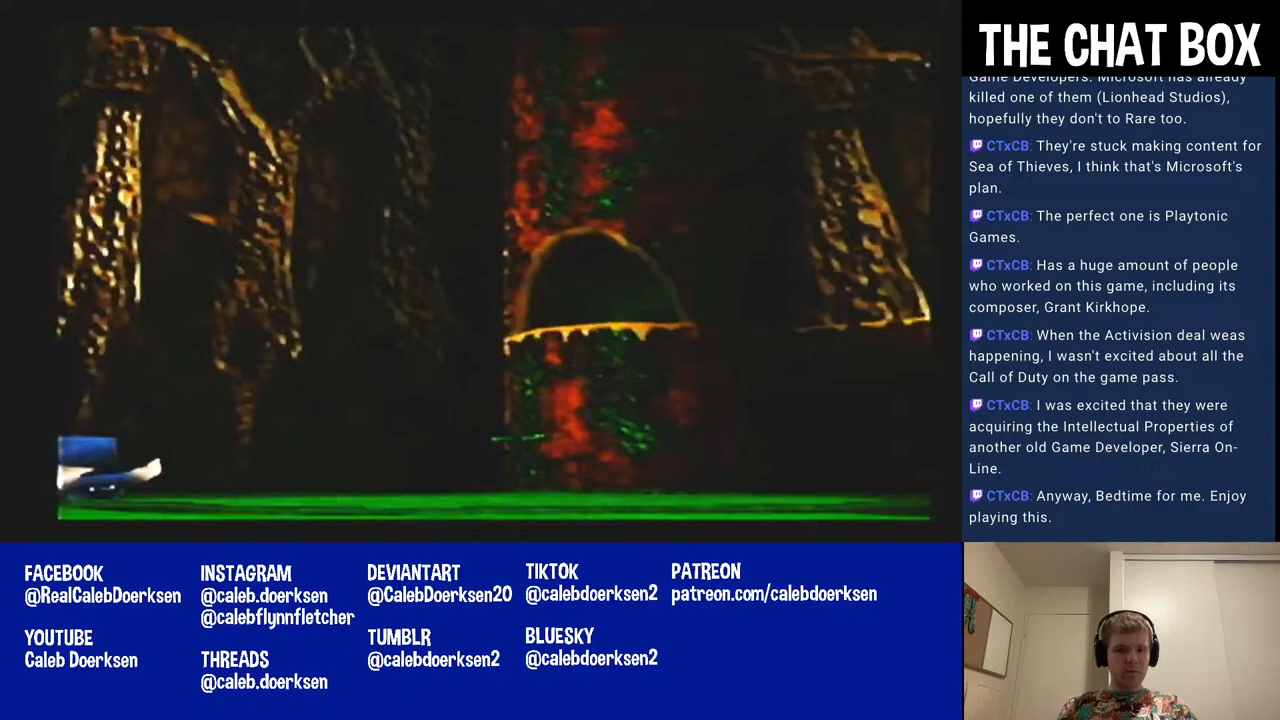 THE CHAT BOX
Game Developers. Microsoft has already
killed one of them (Lionhead Studios),
hopefully they don't to Rare too.
CTxCB: They're stuck making content for
Sea of Thieves, I think that's Microsoft's
plan.
CTxCB: The perfect one is Playtonic
Games.
CTxCB: Has a huge amount of people
who worked on this game, including its
composer, Grant Kirkhope.
CTxCB: When the Activision deal weas
happening, I wasn't excited about all the
Call of Duty on the game pass.
CTxCB: I was excited that they were
acquiring the Intellectual Properties of
another old Game Developer, Sierra On-
Line.
CTxCB: Anyway, Bedtime for me. Enjoy
playing this.
FACEBOOK
@RealCalebDoerksen
YOUTUBE
Caleb Doerksen
INSTAGRAM
@caleb.doerksen
@calebflynnfletcher
THREADS
@caleb.doerksen
DEVIANTART
@CalebDoerksen20
TUMBLR
@calebdoerksen2
TIKTOK
@calebdoerksen2
BLUESKY
@calebdoerksen2
PATREON
patreon.com/calebdoerksen